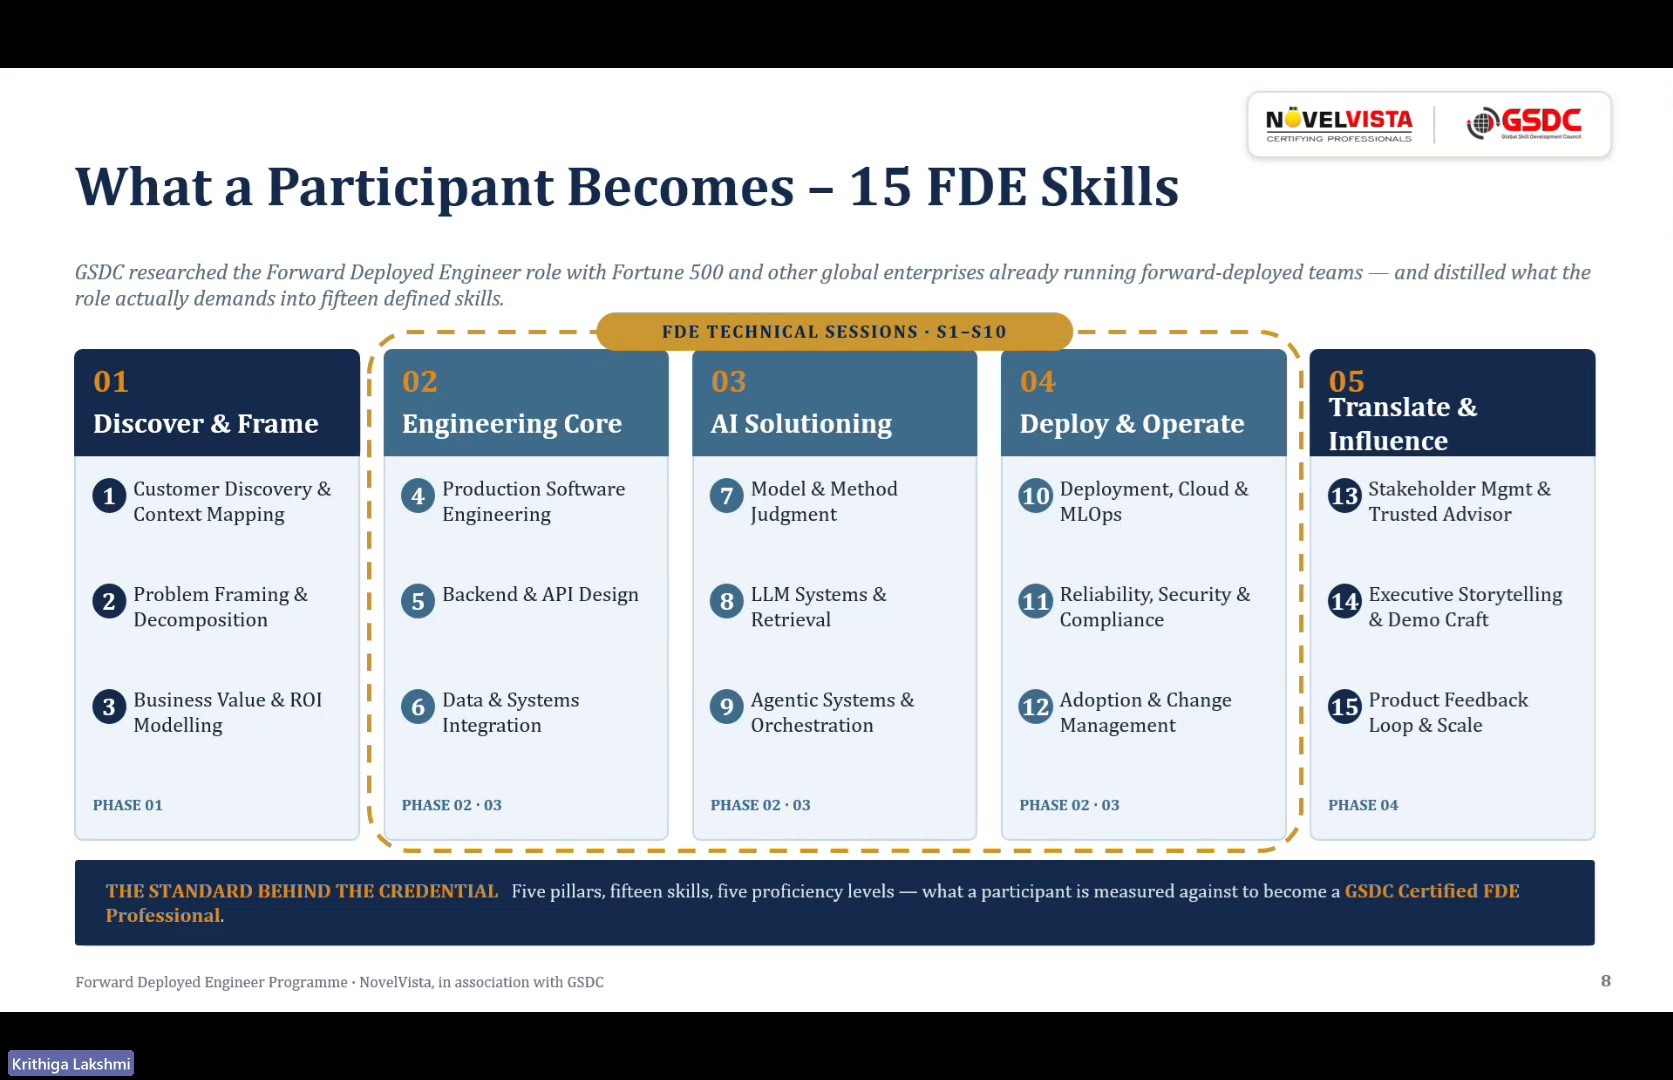 NOVELVISTA
CERTIFYING PROFESSIONALS
GSDC
Global Skill Development Council
What a Participant Becomes – 15 FDE Skills
GSDC researched the Forward Deployed Engineer role with Fortune 500 and other global enterprises already running forward-deployed teams — and distilled what the
role actually demands into fifteen defined skills.
FDE TECHNICAL SESSIONS · S1–S10
01
Discover & Frame
1 Customer Discovery &
Context Mapping
2 Problem Framing &
Decomposition
3 Business Value & ROI
Modelling
PHASE 01
02
Engineering Core
4 Production Software
Engineering
5 Backend & API Design
6 Data & Systems
Integration
PHASE 02 · 03
03
AI Solutioning
7 Model & Method
Judgment
8 LLM Systems &
Retrieval
9 Agentic Systems &
Orchestration
PHASE 02 · 03
04
Deploy & Operate
10 Deployment, Cloud &
MLOps
11 Reliability, Security &
Compliance
12 Adoption & Change
Management
PHASE 02 · 03
05
Translate &
Influence
13 Stakeholder Mgmt &
Trusted Advisor
14 Executive Storytelling
& Demo Craft
15 Product Feedback
Loop & Scale
PHASE 04
THE STANDARD BEHIND THE CREDENTIAL Five pillars, fifteen skills, five proficiency levels — what a participant is measured against to become a GSDC Certified FDE
Professional.
Forward Deployed Engineer Programme · NovelVista, in association with GSDC
8
Krithiga Lakshmi